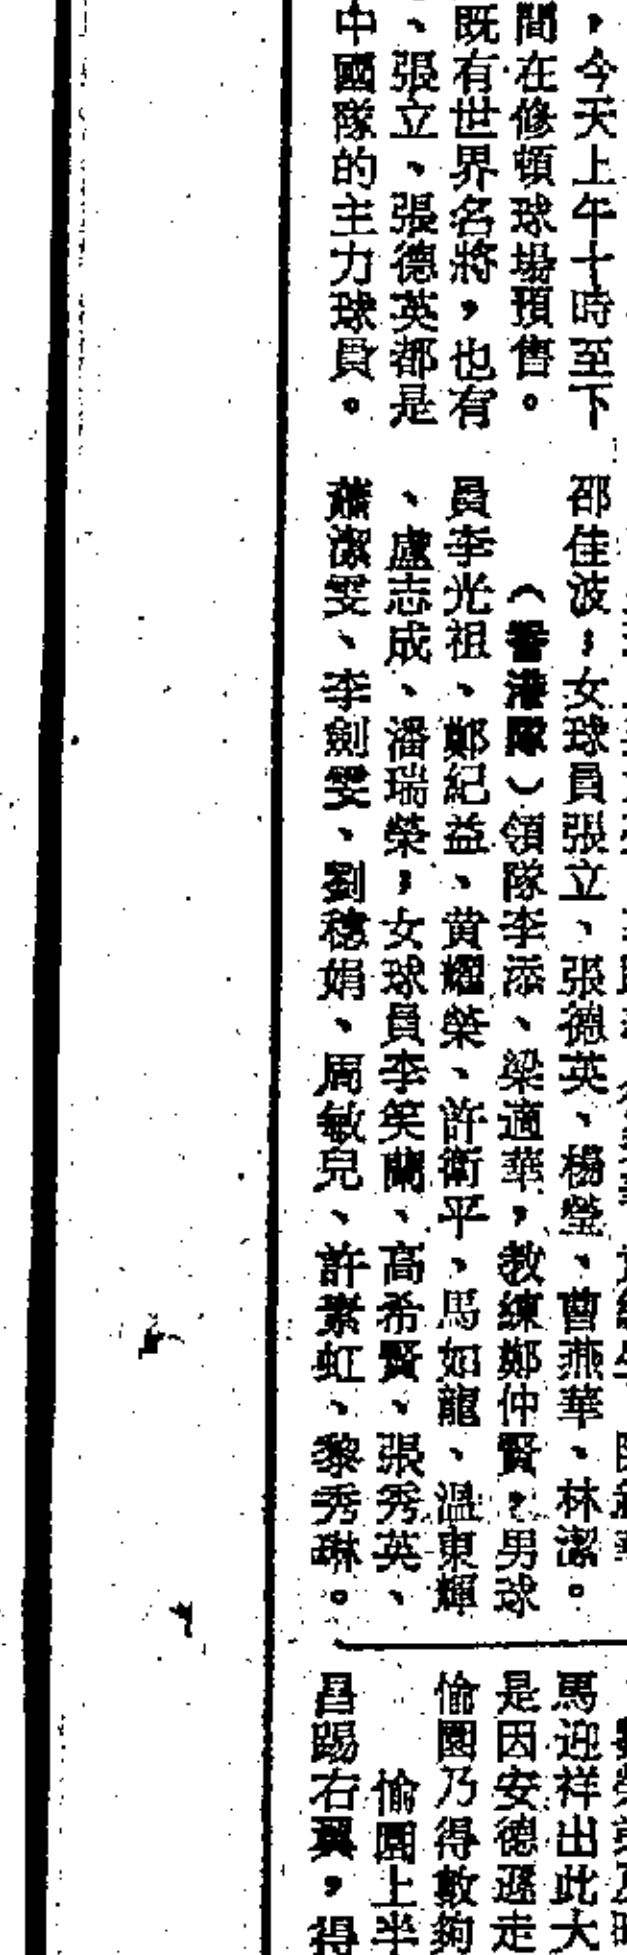 ，今天上午十時至下
間在修頓球場預售。
既有世界名將，也有
、張立、張德英都是
中國隊的主力球員。
邵佳波；女球員張立、張德英、楊瑩、曹燕華、林潔。
（香港隊）領隊李添、梁適華，教練鄭仲賢，男球
員李光祖、鄭紀益、黄耀榮、許衛平、馬如龍、溫東輝
、盧志成、潘瑞榮；女球員李笑蘭、高希賢、張秀英、
蕭潔雯、李劍雯、劉穗娟、周敏兒、許素虹、黎秀琳。
馬迎祥出此大
是因安德遜走
愉園乃得數夠
愉園上半
昌踢右翼，得